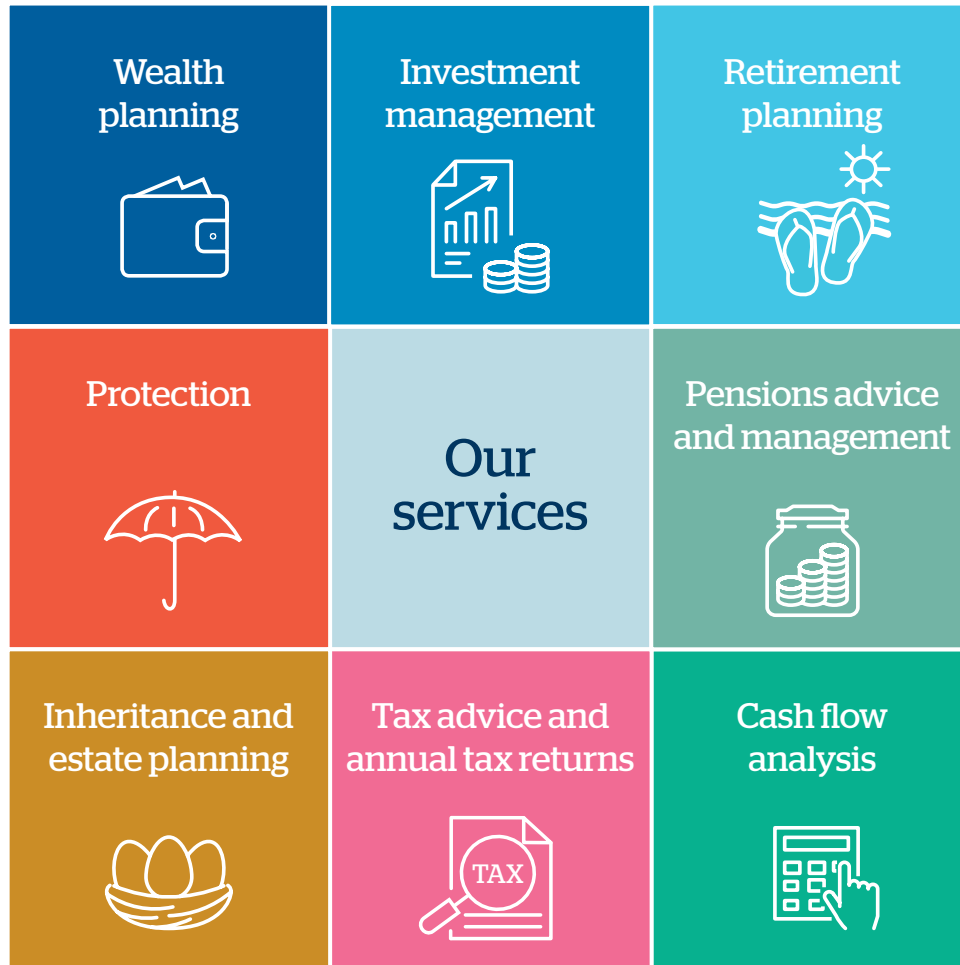 Wealth
planning
Investment
management
Retirement
planning
Protection
Our
services
Pensions advice
and management
Inheritance and
estate planning
Tax advice and
annual tax returns
TAX
Cash flow
analysis